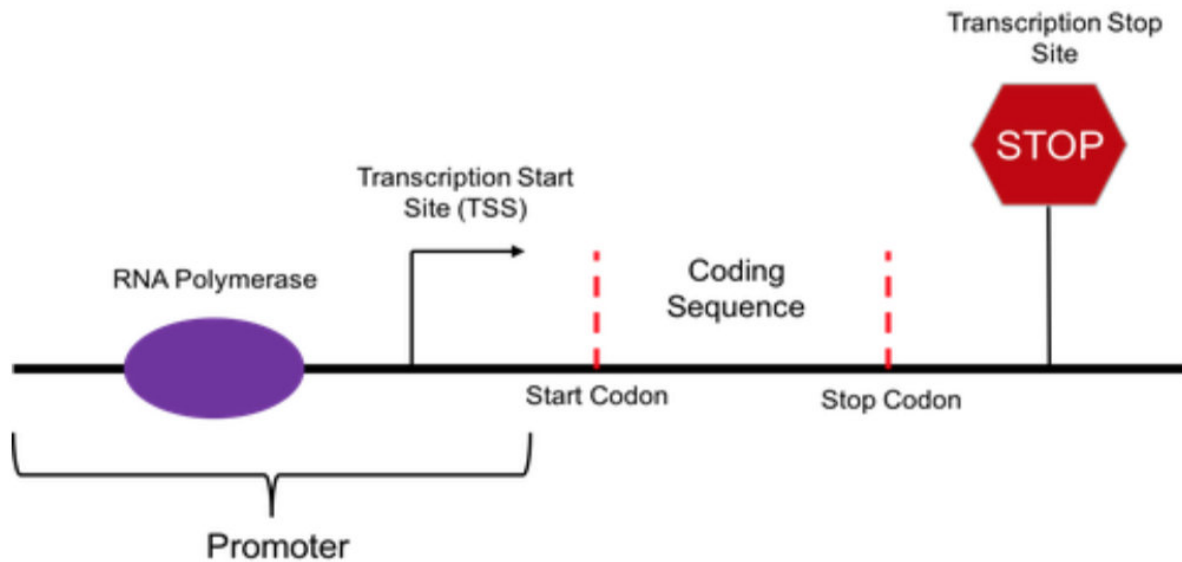 Transcription Stop
Site
STOP
Transcription Start
Site (TSS)
RNA Polymerase
Coding
Sequence
Start Codon
Stop Codon
Promoter